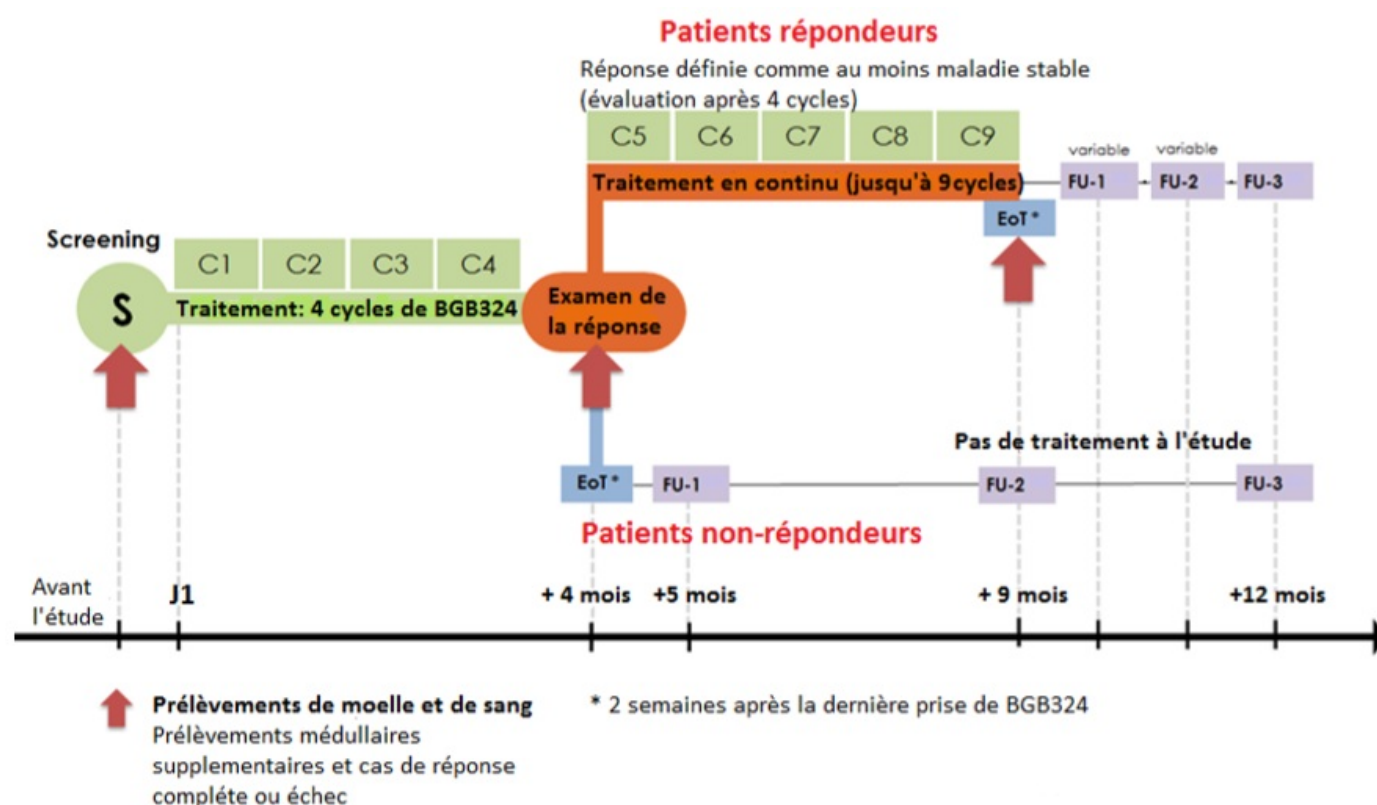 Patients répondeurs
Réponse définie comme au moins maladie stable
(évaluation après 4 cycles)
C5 C6 C7 C8 C9
variable variable
Traitement en continu (jusqu'à 9cycles)
FU-1 FU-2 FU-3
EoT *
Screening
C1 C2 C3 C4
S
Traitement: 4 cycles de BGB324
Examen de
la réponse
Pas de traitement à l'étude
EoT * FU-1 FU-2 FU-3
Patients non-répondeurs
Avant
l'étude
J1 + 4 mois +5 mois + 9 mois +12 mois
Prélèvements de moelle et de sang
Prélèvements médullaires
supplementaires et cas de réponse
compléte ou échec
* 2 semaines après la dernière prise de BGB324